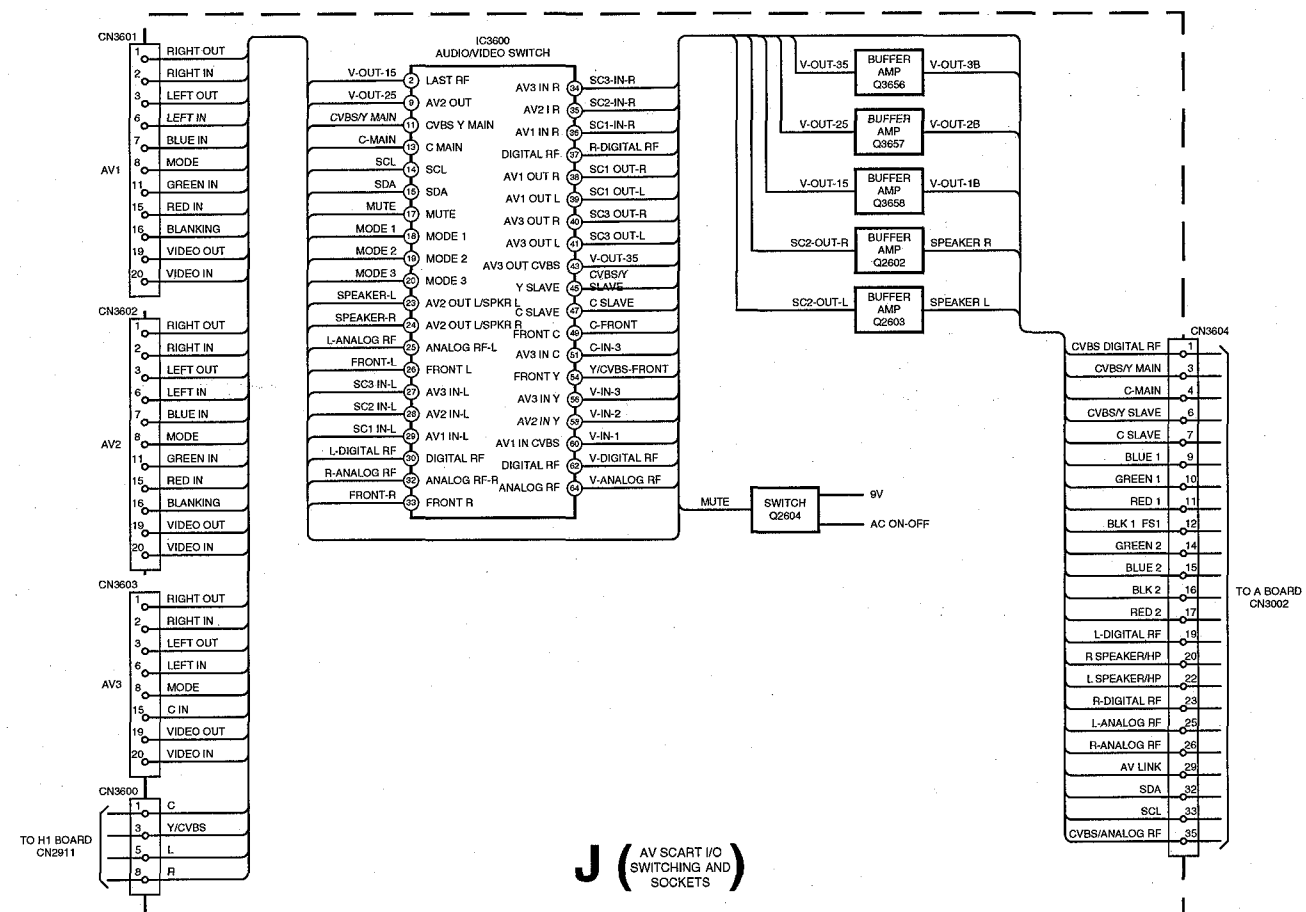 CN3601
1 RIGHT OUT
2 RIGHT IN
3 LEFT OUT
6 LEFT IN
7 BLUE IN
8 MODE
11 GREEN IN
15 RED IN
16 BLANKING
19 VIDEO OUT
20 VIDEO IN
AV1
CN3602
1 RIGHT OUT
2 RIGHT IN
3 LEFT OUT
6 LEFT IN
7 BLUE IN
8 MODE
11 GREEN IN
15 RED IN
16 BLANKING
19 VIDEO OUT
20 VIDEO IN
AV2
CN3603
1 RIGHT OUT
2 RIGHT IN
3 LEFT OUT
6 LEFT IN
8 MODE
15 C IN
19 VIDEO OUT
20 VIDEO IN
AV3
CN3600
1 C
3 Y/CVBS
5 L
8 R
TO H1 BOARD
CN2911
IC3600
AUDIO/VIDEO SWITCH
V-OUT-15 2 LAST RF
V-OUT-25 9 AV2 OUT
CVBS/Y MAIN 11 CVBS Y MAIN
C-MAIN 13 C MAIN
SCL 14 SCL
SDA 15 SDA
MUTE 17 MUTE
MODE 1 18 MODE 1
MODE 2 19 MODE 2
MODE 3 20 MODE 3
SPEAKER-L 23 AV2 OUT L/SPKR L
SPEAKER-R 24 AV2 OUT L/SPKR R
L-ANALOG RF 25 ANALOG RF-L
FRONT-L 26 FRONT L
SC3 IN-L 27 AV3 IN-L
SC2 IN-L 28 AV2 IN-L
SC1 IN-L 29 AV1 IN-L
L-DIGITAL RF 30 DIGITAL RF
R-ANALOG RF 32 ANALOG RF-R
FRONT-R 33 FRONT R
AV3 IN R 34 SC3-IN-R
AV2 I R 35 SC2-IN-R
AV1 IN R 36 SC1-IN-R
DIGITAL RF 37 R-DIGITAL RF
AV1 OUT R 38 SC1 OUT-R
AV1 OUT L 39 SC1 OUT-L
AV3 OUT R 40 SC3 OUT-R
AV3 OUT L 41 SC3 OUT-L
AV3 OUT CVBS 43 V-OUT-35
Y SLAVE 45 CVBS/Y SLAVE
C SLAVE 47 C SLAVE
FRONT C 49 C-FRONT
AV3 IN C 51 C-IN-3
FRONT Y 54 Y/CVBS-FRONT
AV3 IN Y 56 V-IN-3
AV2 IN Y 58 V-IN-2
AV1 IN CVBS 60 V-IN-1
DIGITAL RF 62 V-DIGITAL RF
ANALOG RF 64 V-ANALOG RF
V-OUT-35 BUFFER AMP Q3656 V-OUT-3B
V-OUT-25 BUFFER AMP Q3657 V-OUT-2B
V-OUT-15 BUFFER AMP Q3658 V-OUT-1B
SC2-OUT-R BUFFER AMP Q2602 SPEAKER R
SC2-OUT-L BUFFER AMP Q2603 SPEAKER L
MUTE SWITCH Q2604 9V
AC ON-OFF
CN3604
CVBS DIGITAL RF 1
CVBS/Y MAIN 3
C-MAIN 4
CVBS/Y SLAVE 6
C SLAVE 7
BLUE 1 9
GREEN 1 10
RED 1 11
BLK 1 FS1 12
GREEN 2 14
BLUE 2 15
BLK 2 16
RED 2 17
L-DIGITAL RF 19
R SPEAKER/HP 20
L SPEAKER/HP 22
R-DIGITAL RF 23
L-ANALOG RF 25
R-ANALOG RF 26
AV LINK 29
SDA 32
SCL 33
CVBS/ANALOG RF 35
TO A BOARD
CN3002
J (AV SCART I/O
SWITCHING AND
SOCKETS)